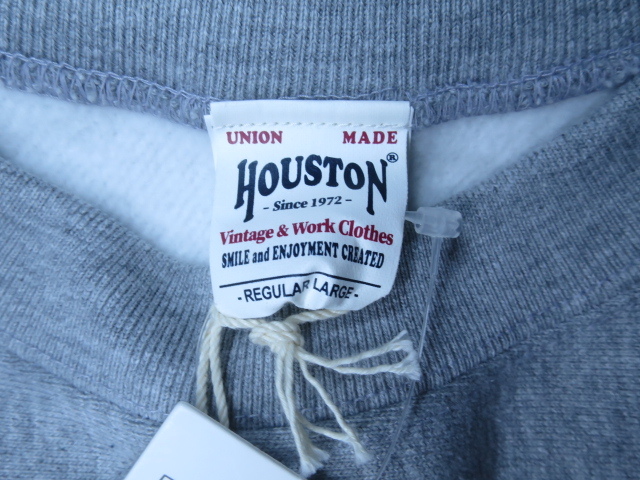 UNION MADE
HOUSTON®
- Since 1972 -
Vintage & Work Clothes
SMILE and ENJOYMENT CREATED
- REGULAR LARGE -